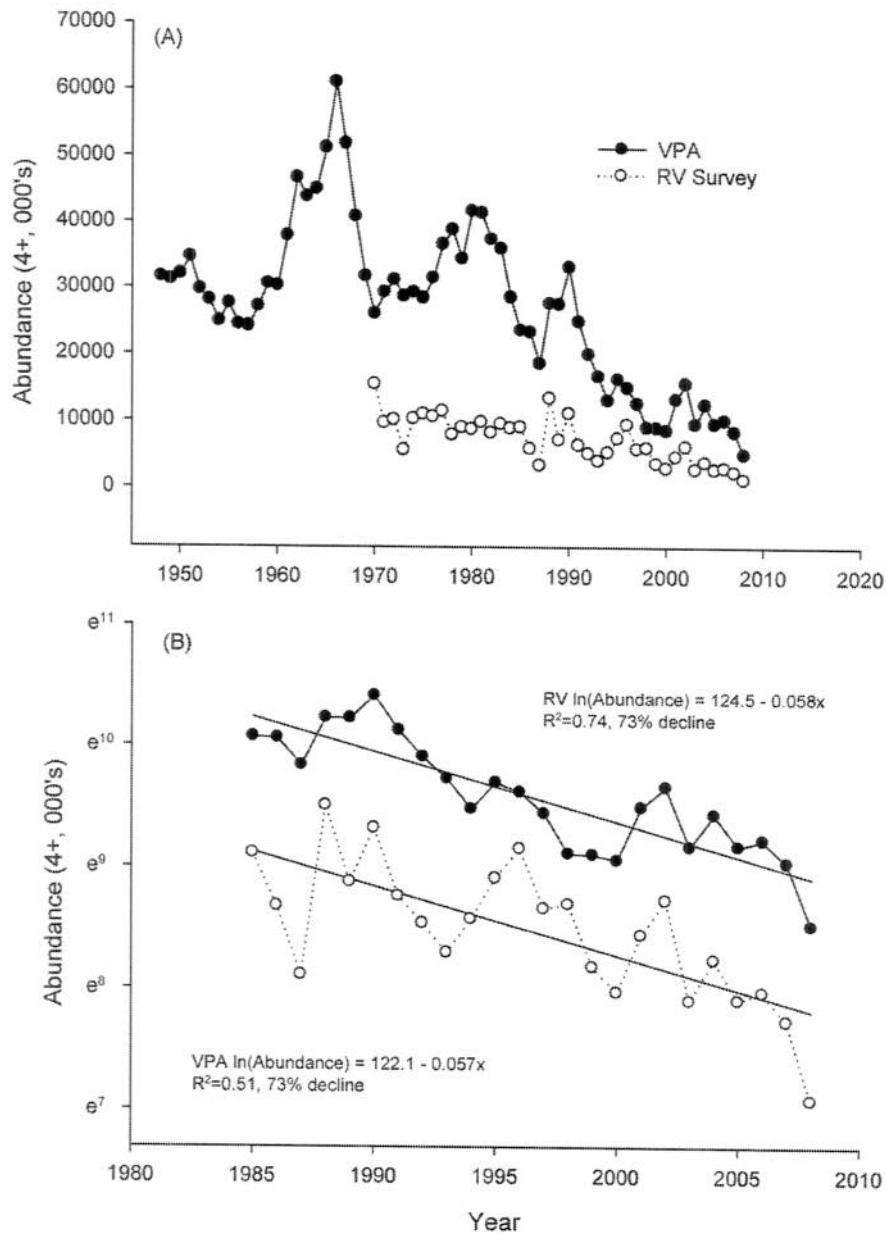 (A)
70000
60000
50000
40000
30000
20000
10000
0
Abundance (4+, 000's)
VPA
RV Survey
1950 1960 1970 1980 1990 2000 2010 2020
(B)
e¹¹
e¹⁰
e⁹
e⁸
e⁷
Abundance (4+, 000's)
RV ln(Abundance) = 124.5 - 0.058x
R²=0.74, 73% decline
VPA ln(Abundance) = 122.1 - 0.057x
R²=0.51, 73% decline
1980 1985 1990 1995 2000 2005 2010
Year